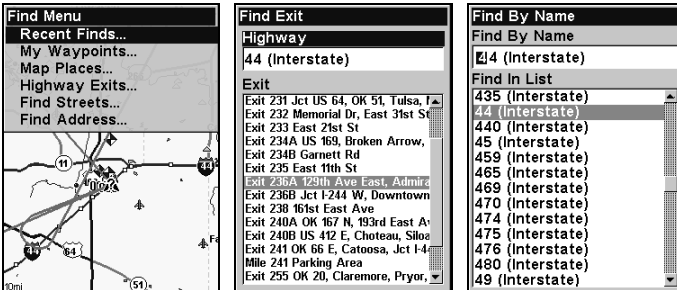 Find Menu
Recent Finds...
My Waypoints...
Map Places...
Highway Exits...
Find Streets...
Find Address...
11
44
44
64
51
10mi
Find Exit
Highway
44 (Interstate)
Exit
Exit 231 Jct US 64, OK 51, Tulsa,
Exit 232 Memorial Dr, East 31st St
Exit 233 East 21st St
Exit 234A US 169, Broken Arrow,
Exit 234B Garnett Rd
Exit 235 East 11th St
Exit 236A 129th Ave East, Admira
Exit 236B Jct I-244 W, Downtown
Exit 238 161st East Ave
Exit 240A OK 167 N, 193rd East A
Exit 240B US 412 E, Choteau, Siloa
Exit 241 OK 66 E, Catoosa, Jct I-4
Mile 241 Parking Area
Exit 255 OK 20, Claremore, Pryor,
Find By Name
Find By Name
44 (Interstate)
Find In List
435 (Interstate)
44 (Interstate)
440 (Interstate)
45 (Interstate)
459 (Interstate)
465 (Interstate)
469 (Interstate)
470 (Interstate)
474 (Interstate)
475 (Interstate)
476 (Interstate)
480 (Interstate)
49 (Interstate)